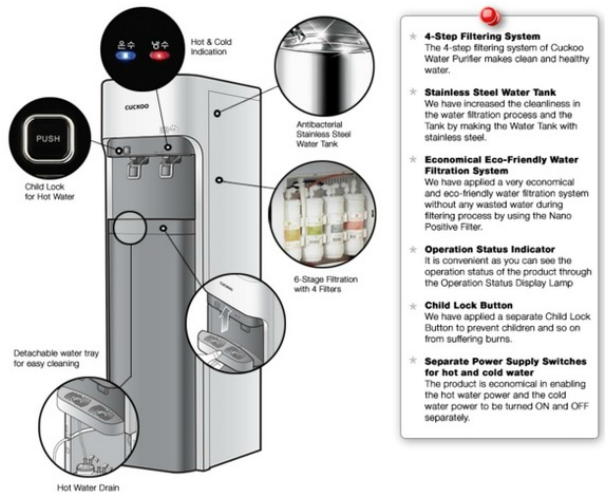 온수 냉수
Hot & Cold
Indication
CUCKOO
PUSH
Child Lock
for Hot Water
Antibacterial
Stainless Steel
Water Tank
6-Stage Filtration
with 4 Filters
CUCKOO
Detachable water tray
for easy cleaning
Hot Water Drain
4-Step Filtering System
The 4-step filtering system of Cuckoo
Water Purifier makes clean and healthy
water.
Stainless Steel Water Tank
We have increased the cleanliness in
the water filtration process and the
Tank by making the Water Tank with
stainless steel.
Economical Eco-Friendly Water
Filtration System
We have applied a very economical
and eco-friendly water filtration system
without any wasted water during
filtering process by using the Nano
Positive Filter.
Operation Status Indicator
It is convenient as you can see the
operation status of the product through
the Operation Status Display Lamp
Child Lock Button
We have applied a separate Child Lock
Button to prevent children and so on
from suffering burns.
Separate Power Supply Switches
for hot and cold water
The product is economical in enabling
the hot water power and the cold
water power to be turned ON and OFF
separately.